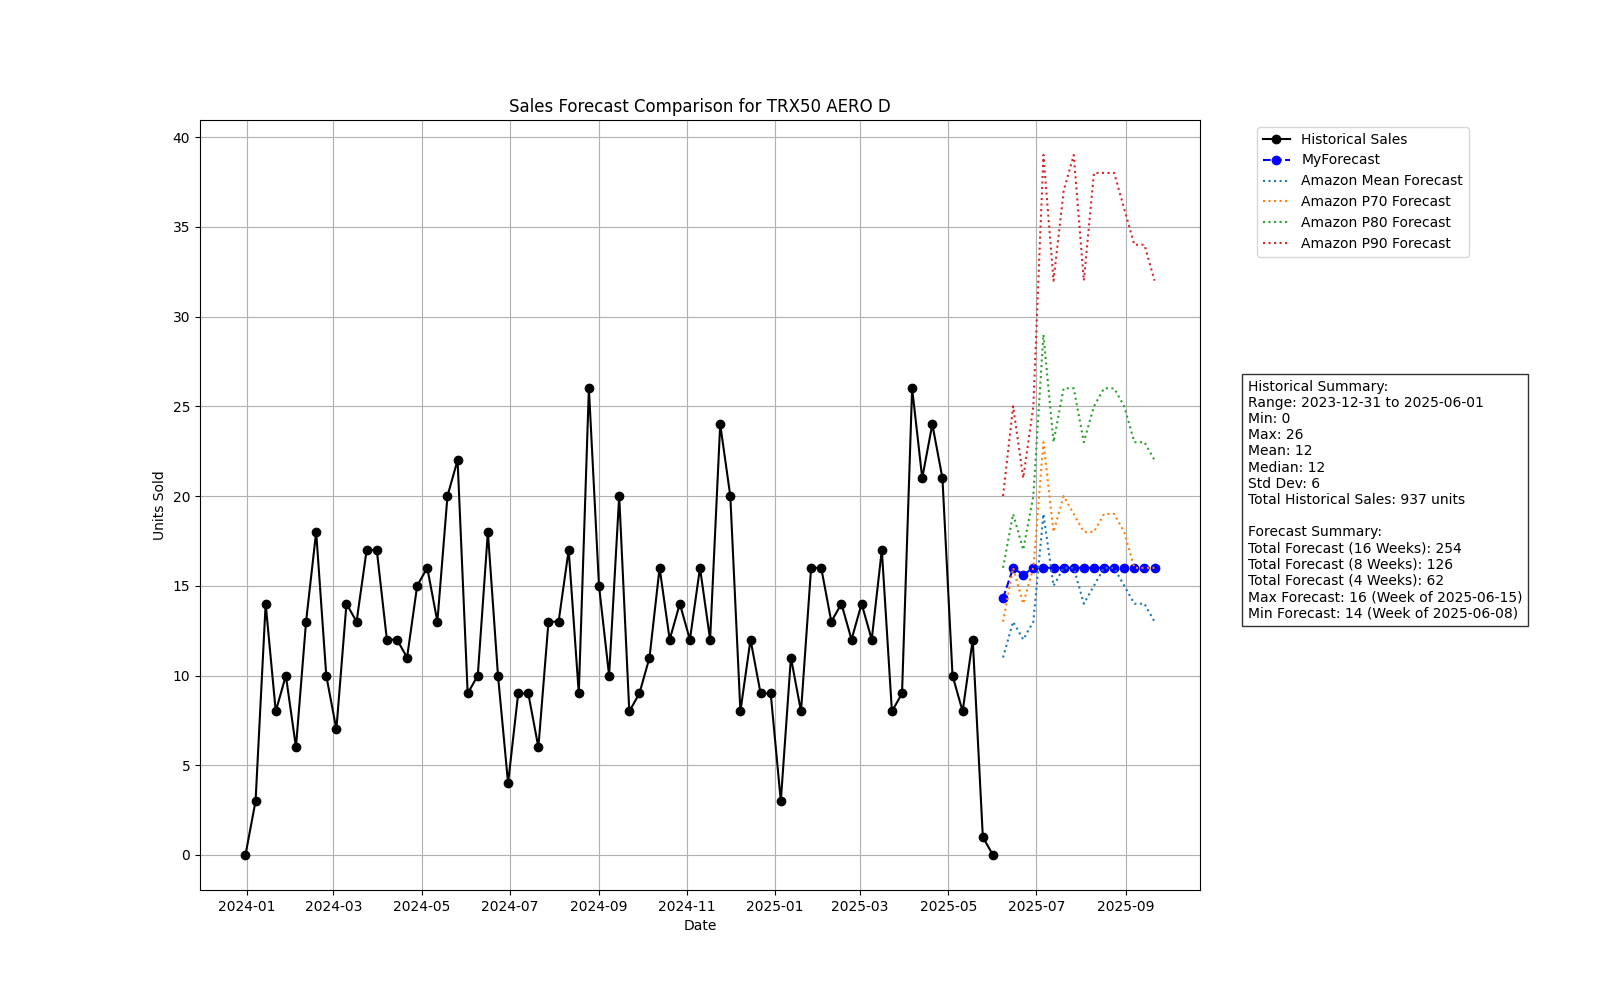 Sales Forecast Comparison for TRX50 AERO D
Units Sold
40
35
30
25
20
15
10
5
0
2024-01
2024-03
2024-05
2024-07
2024-09
2024-11
2025-01
2025-03
2025-05
2025-07
2025-09
Date
Historical Sales
MyForecast
Amazon Mean Forecast
Amazon P70 Forecast
Amazon P80 Forecast
Amazon P90 Forecast
Historical Summary:
Range: 2023-12-31 to 2025-06-01
Min: 0
Max: 26
Mean: 12
Median: 12
Std Dev: 6
Total Historical Sales: 937 units
Forecast Summary:
Total Forecast (16 Weeks): 254
Total Forecast (8 Weeks): 126
Total Forecast (4 Weeks): 62
Max Forecast: 16 (Week of 2025-06-15)
Min Forecast: 14 (Week of 2025-06-08)